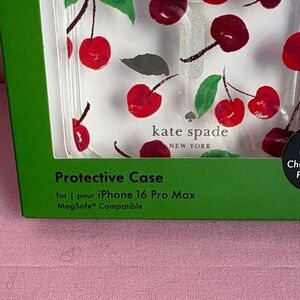 kate spade
NEW YORK
Protective Case
for | pour iPhone 16 Pro Max
MagSafe® Compatible